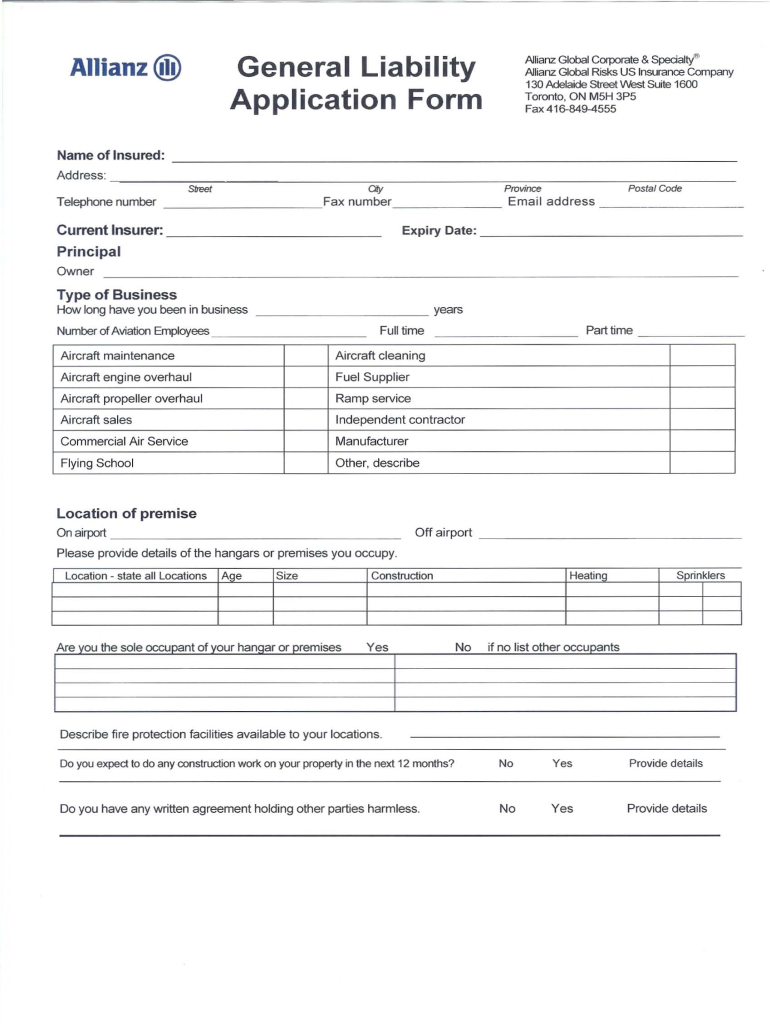 Allianz
General Liability
Application Form
Allianz Global Corporate & Specialty®
Allianz Global Risks US Insurance Company
130 Adelaide Street West Suite 1600
Toronto, ON M5H 3P5
Fax 416-849-4555
Name of Insured:
Address:
Street City Province Postal Code
Telephone number Fax number Email address
Current Insurer: Expiry Date:
Principal
Owner
Type of Business
How long have you been in business years
Number of Aviation Employees Full time Part time
Aircraft maintenance Aircraft cleaning
Aircraft engine overhaul Fuel Supplier
Aircraft propeller overhaul Ramp service
Aircraft sales Independent contractor
Commercial Air Service Manufacturer
Flying School Other, describe
Location of premise
On airport Off airport
Please provide details of the hangars or premises you occupy.
Location - state all Locations Age Size Construction Heating Sprinklers
Are you the sole occupant of your hangar or premises Yes No if no list other occupants
Describe fire protection facilities available to your locations.
Do you expect to do any construction work on your property in the next 12 months? No Yes Provide details
Do you have any written agreement holding other parties harmless. No Yes Provide details